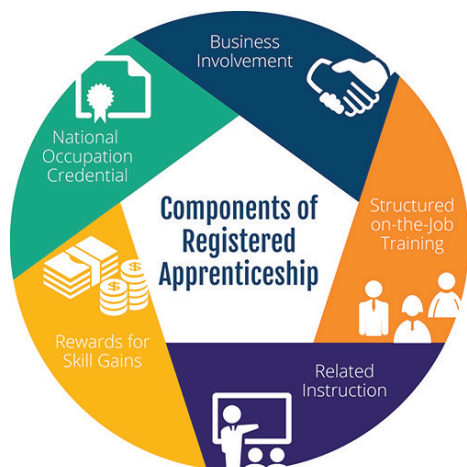 Business
Involvement
National
Occupation
Credential
Components of
Registered
Apprenticeship
Structured
on-the-Job
Training
$
$
Rewards for
Skill Gains
Related
Instruction